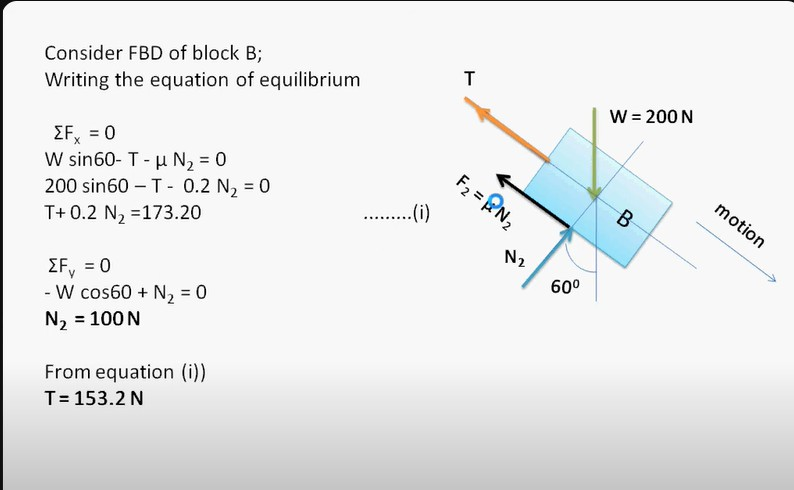 Consider FBD of block B;
Writing the equation of equilibrium
ΣFₓ = 0
W sin60- T - μ N₂ = 0
200 sin60 – T - 0.2 N₂ = 0
T+ 0.2 N₂ =173.20 .........(i)
ΣFᵧ = 0
- W cos60 + N₂ = 0
N₂ = 100 N
From equation (i))
T = 153.2 N
T
W = 200 N
F₂ = μ N₂
B
motion
N₂
60⁰